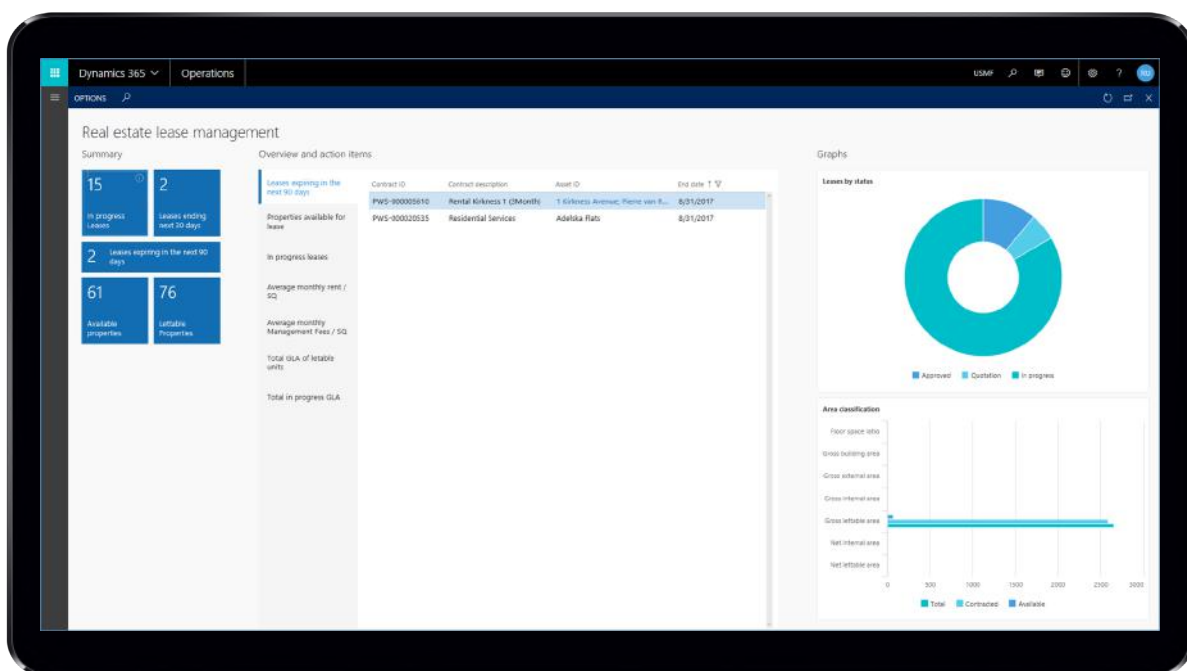 Dynamics 365
Operations
USMF
?
OPTIONS
Real estate lease management
Summary
Overview and action items
Graphs
15
In progress
Leases
2
Leases ending
next 30 days
2
Leases expiring in the next 90
days
61
Available
properties
76
Lettable
Properties
Leases expiring in the
next 90 days
Properties available for
lease
In progress leases
Average monthly rent /
SQ
Average monthly
Management Fees / SQ
Total GLA of letable
units
Total in progress GLA
Contract ID Contract description Asset ID End date
PWS-000005610 Rental Kirkness 1 (3Month) 1 Kirkness Avenue, Pierre van R... 8/31/2017
PWS-000020535 Residential Services Adelska Flats 8/31/2017
Leases by status
Approved Quotation In progress
Area classification
Floor space ratio
Gross building area
Gross external area
Gross internal area
Gross lettable area
Net internal area
Net lettable area
0 500 1000 1500 2000 2500 3000
Total Contracted Available